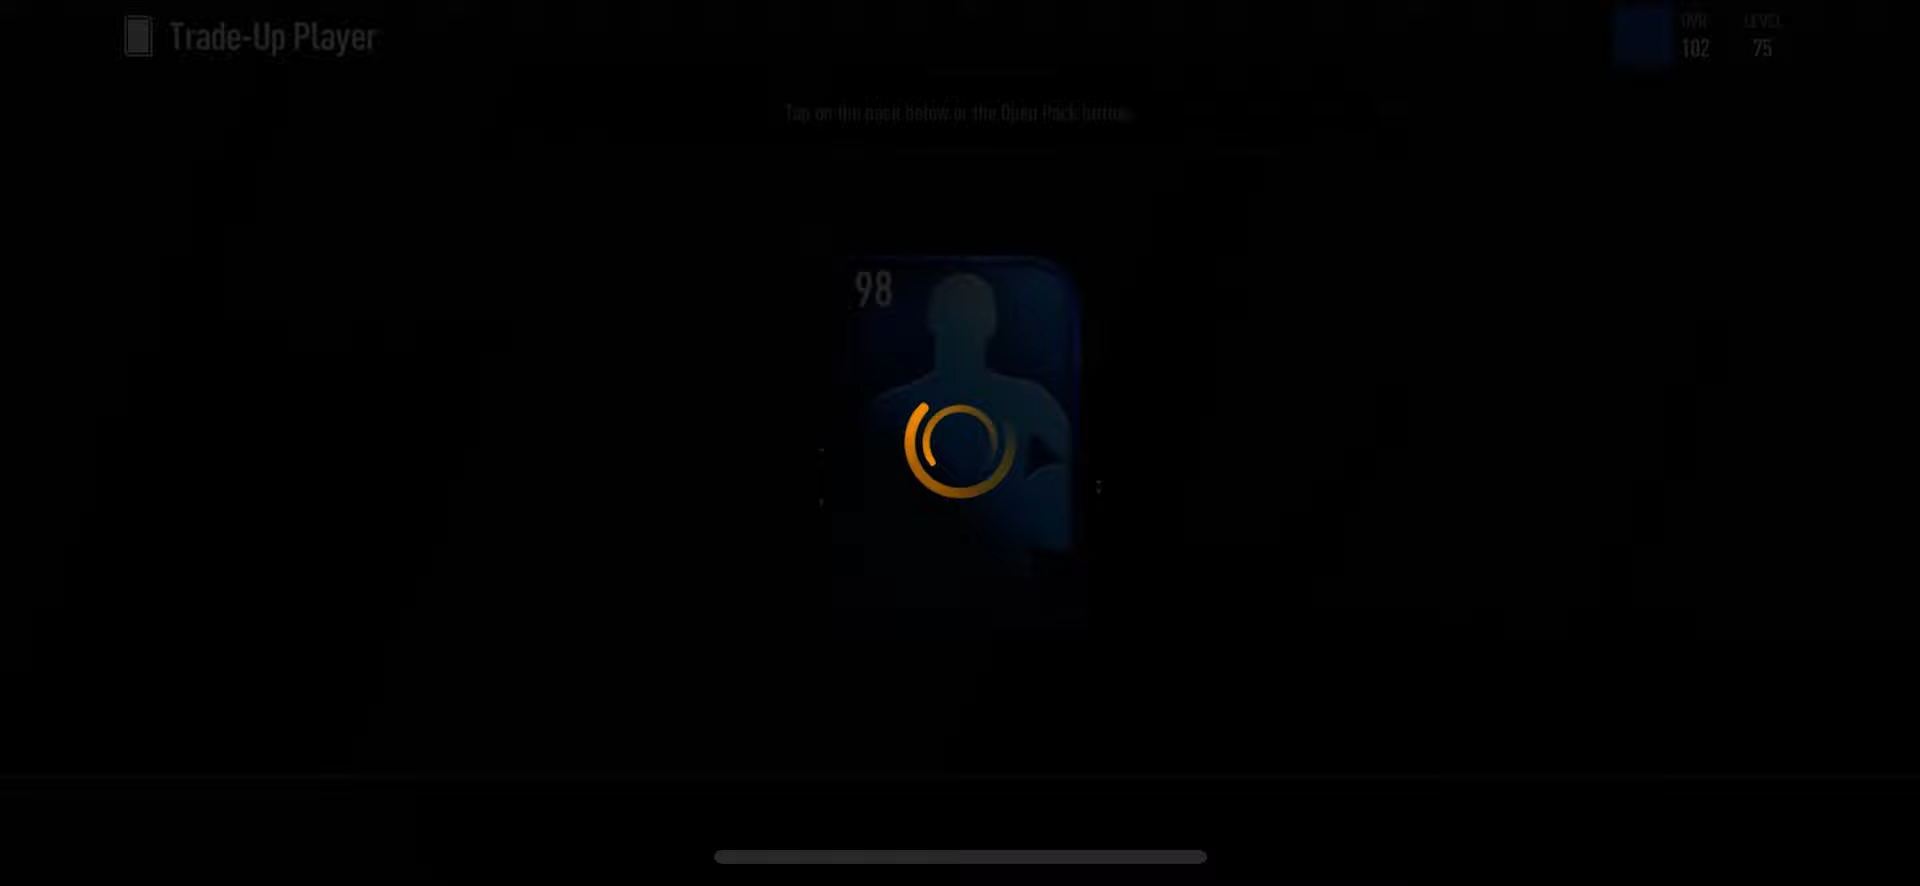 Trade-Up Player
OVR
LEVEL
102
75
Tap on the pack below or the Open Pack button.
98